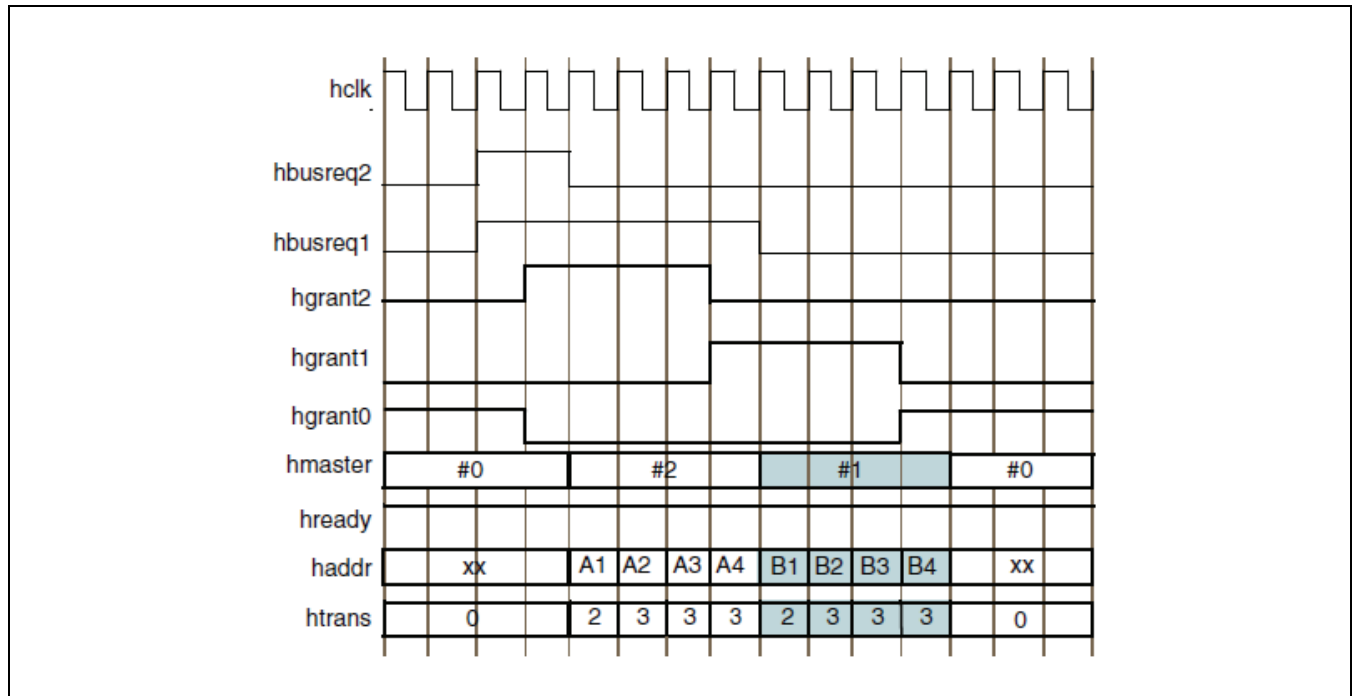 hclk
hbusreq2
hbusreq1
hgrant2
hgrant1
hgrant0
hmaster #0 #2 #1 #0
hready
haddr xx A1 A2 A3 A4 B1 B2 B3 B4 xx
htrans 0 2 3 3 3 2 3 3 3 0